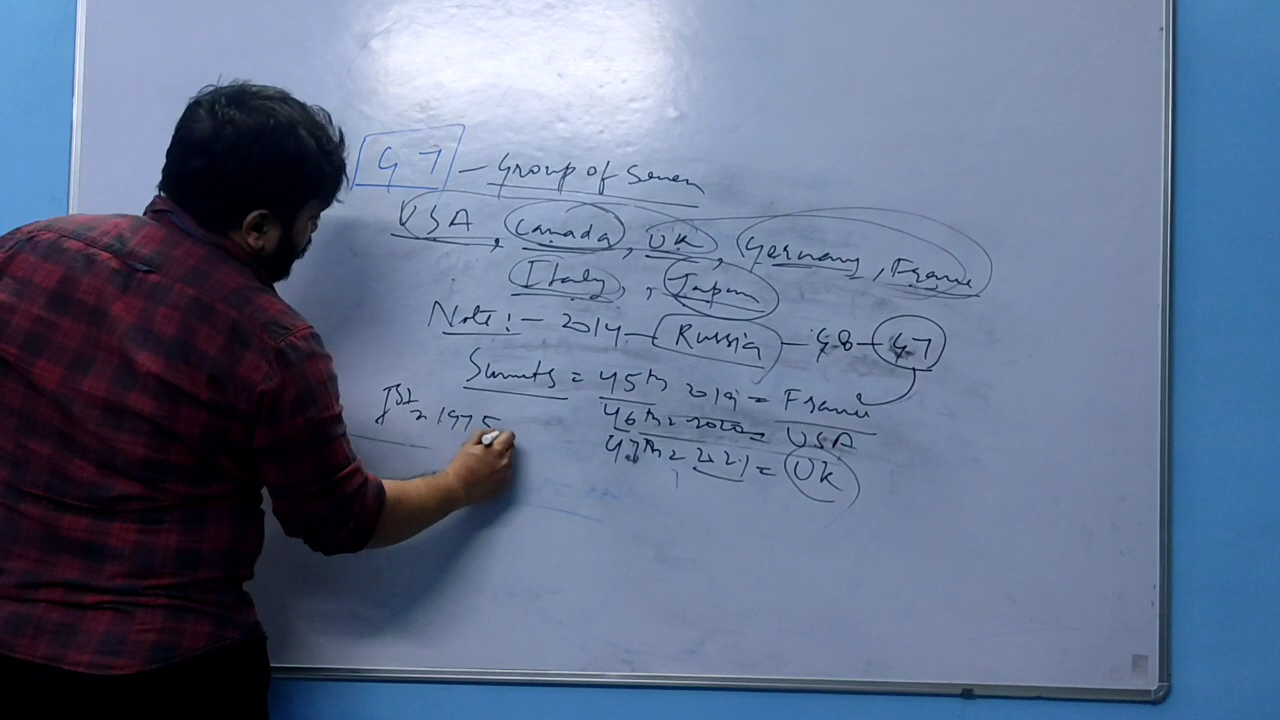 G7 – Group of Seven
USA, Canada, UK, Germany, France
Italy, , Japan
Note! – 2014 – Russia – G8 – G7
Summits = 45th 2019 = France
46th = 2020 = USA
47th = 2021 = UK
Ist = 1975